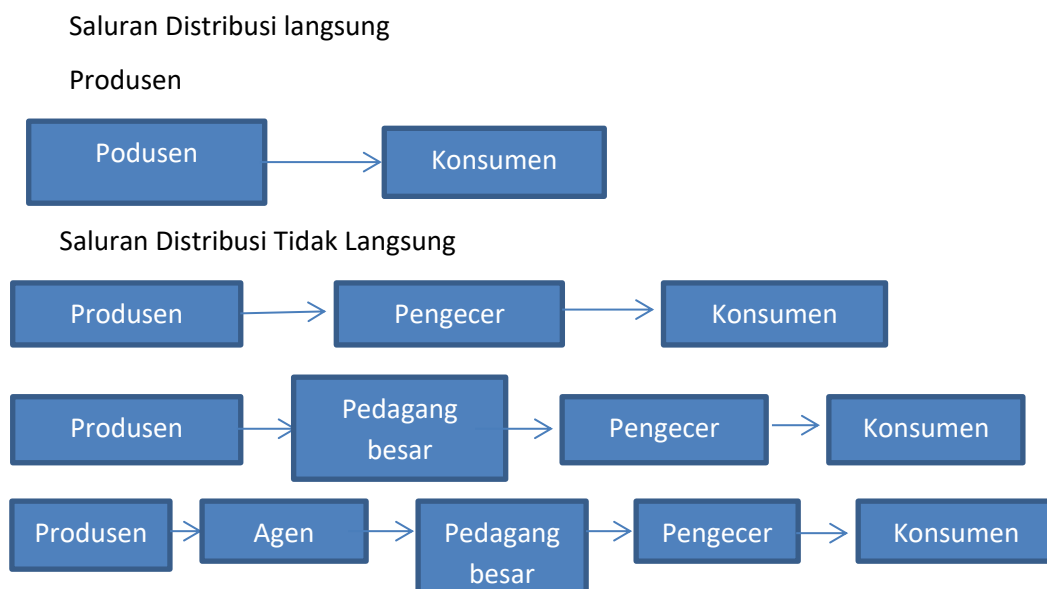 Saluran Distribusi langsung
Produsen
Podusen
Konsumen
Saluran Distribusi Tidak Langsung
Produsen
Pengecer
Konsumen
Produsen
Pedagang
besar
Pengecer
Konsumen
Produsen
Agen
Pedagang
besar
Pengecer
Konsumen